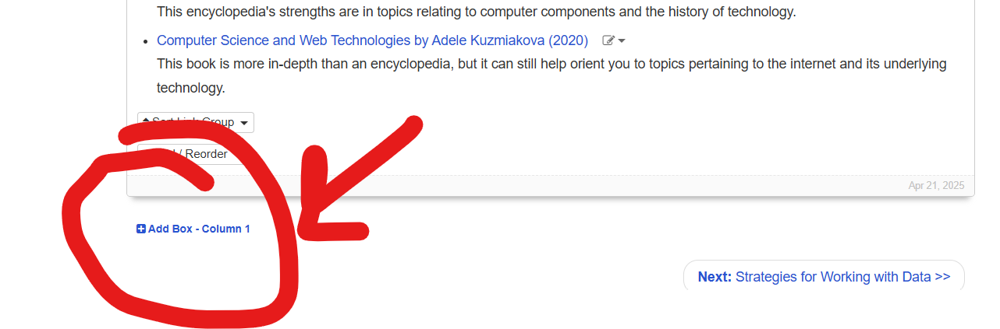 This encyclopedia's strengths are in topics relating to computer components and the history of technology.
Computer Science and Web Technologies by Adele Kuzmiakova (2020)
This book is more in-depth than an encyclopedia, but it can still help orient you to topics pertaining to the internet and its underlying
technology.
Sort Link Group
/ Reorder
Apr 21, 2025
Add Box - Column 1
Next: Strategies for Working with Data >>